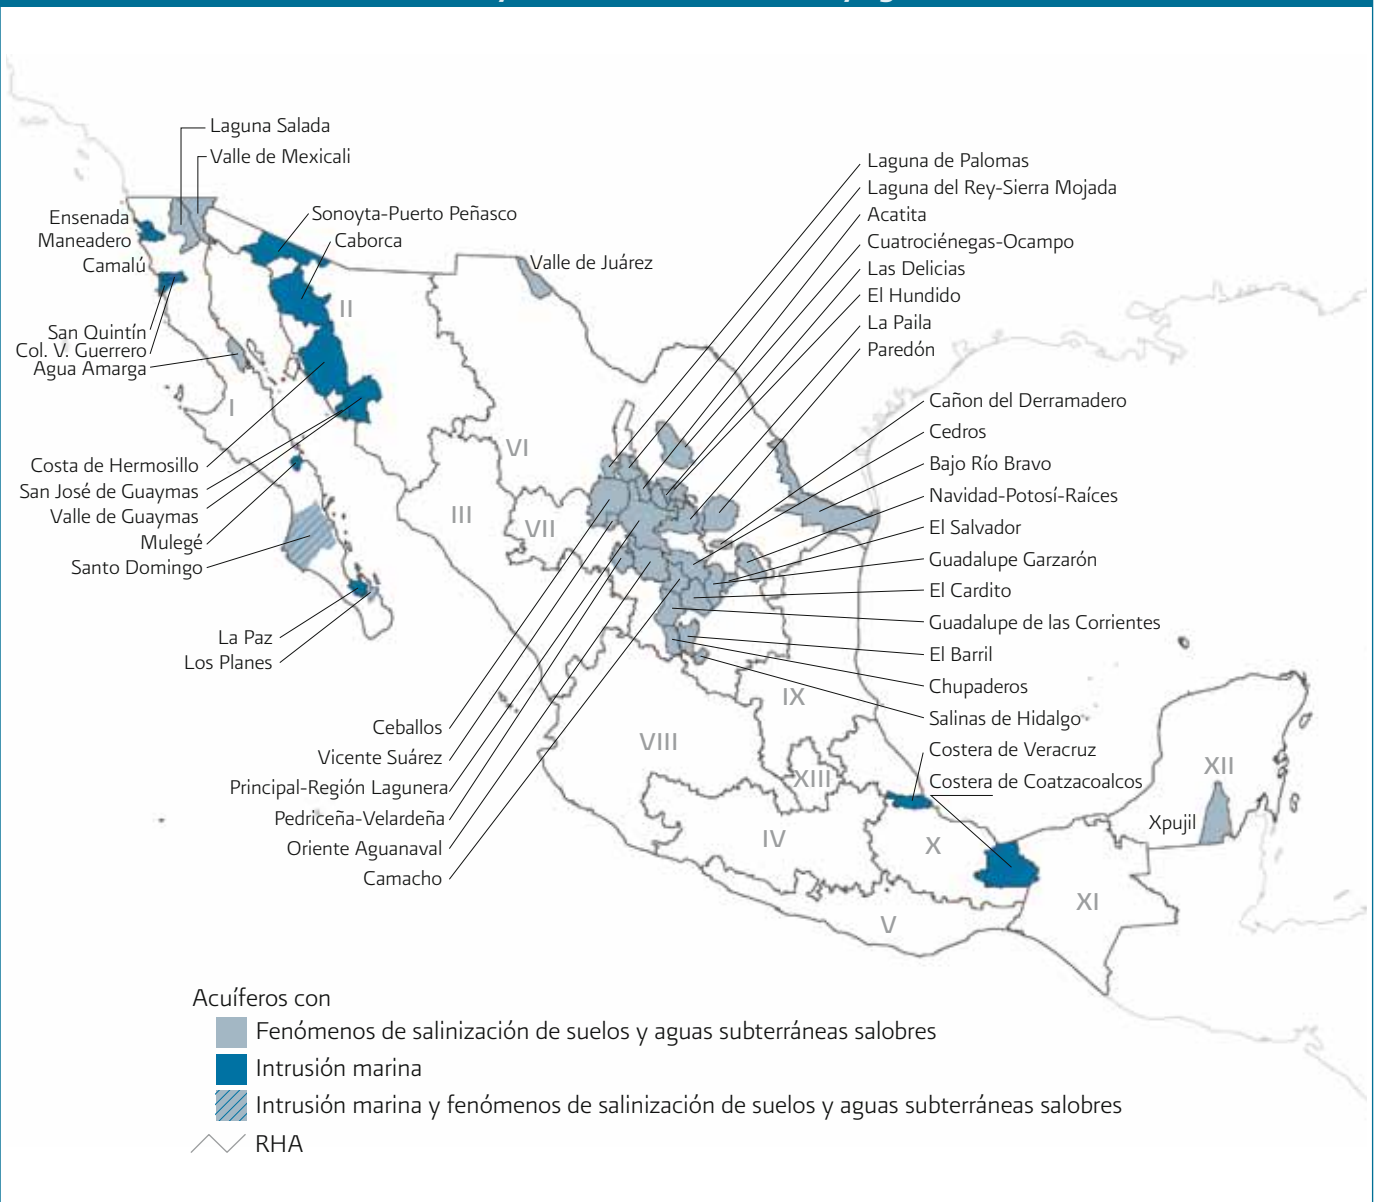 Laguna Salada
Valle de Mexicali
Ensenada
Maneadero
Camalú
Sonoyta-Puerto Peñasco
Caborca
Valle de Juárez
San Quintín
Col. V. Guerrero
Agua Amarga
Costa de Hermosillo
San José de Guaymas
Valle de Guaymas
Mulegé
Santo Domingo
La Paz
Los Planes
Laguna de Palomas
Laguna del Rey-Sierra Mojada
Acatita
Cuatrociénegas-Ocampo
Las Delicias
El Hundido
La Paila
Paredón
Cañon del Derramadero
Cedros
Bajo Río Bravo
Navidad-Potosí-Raíces
El Salvador
Guadalupe Garzarón
El Cardito
Guadalupe de las Corrientes
El Barril
Chupaderos
Salinas de Hidalgo
Costera de Veracruz
Costera de Coatzacoalcos
Xpujil
Ceballos
Vicente Suárez
Principal-Región Lagunera
Pedriceña-Velardeña
Oriente Aguanaval
Camacho
I
II
III
VI
VII
VIII
IX
XIII
IV
X
V
XI
XII
Acuíferos con
Fenómenos de salinización de suelos y aguas subterráneas salobres
Intrusión marina
Intrusión marina y fenómenos de salinización de suelos y aguas subterráneas salobres
RHA